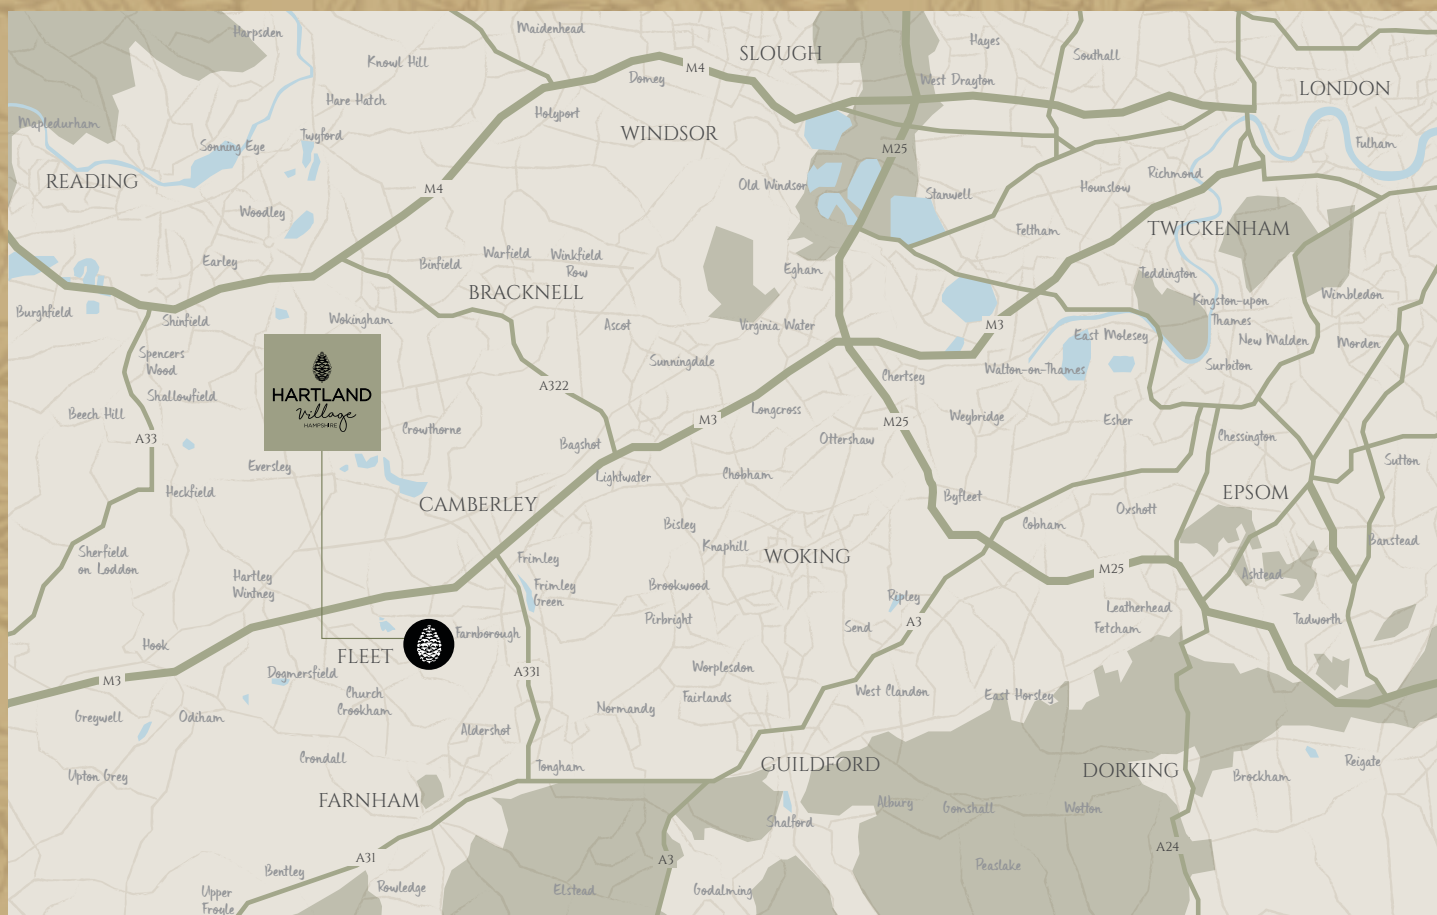 Harpsden
Maidenhead
SLOUGH
Hayes
Southall
Knowl Hill
M4
Domey
West Drayton
LONDON
Hare Hatch
Holyport
Mapledurham
Twyford
WINDSOR
Sonning Eye
M25
Fulham
READING
M4
Old Windsor
Stanwell
Hounslow
Richmond
Woodley
Feltham
TWICKENHAM
Earley
Binfield
Warfield
Winkfield
Row
Egham
Teddington
BRACKNELL
Kingston-upon
Thames
Wimbledon
Burghfield
Shinfield
Wokingham
Ascot
Virginia Water
M3
East Molesey
New Malden
Morden
Spencers
Wood
Sunningdale
Chertsey
Walton-on-Thames
Surbiton
Shallowfield
HARTLAND
Village
HAMPSHIRE
A322
Beech Hill
Longcross
M3
Weybridge
Esher
A33
Crowthorne
Bagshot
Ottershaw
M25
Chessington
Eversley
Lightwater
Chobham
Sutton
Heckfield
CAMBERLEY
Byfleet
EPSOM
Bisley
Cobham
Oxshott
Sherfield
on Loddon
Frimley
Knaphill
WOKING
Banstead
Hartley
Wintney
Frimley
Green
Brookwood
M25
Ashtead
Pirbright
Ripley
Leatherhead
Hook
Farnborough
Send
A3
Fetcham
Tadworth
FLEET
M3
Dogmersfield
A331
Worplesdon
Church
Crookham
Fairlands
West Clandon
East Horsley
Greywell
Odiham
Normandy
Aldershot
Upton Grey
Crondall
Tongham
GUILDFORD
DORKING
Brockham
Reigate
FARNHAM
Albury
Gomshall
Wotton
Shalford
A31
A3
A24
Bentley
Peaslake
Upper
Froyle
Rowledge
Elstead
Godalming